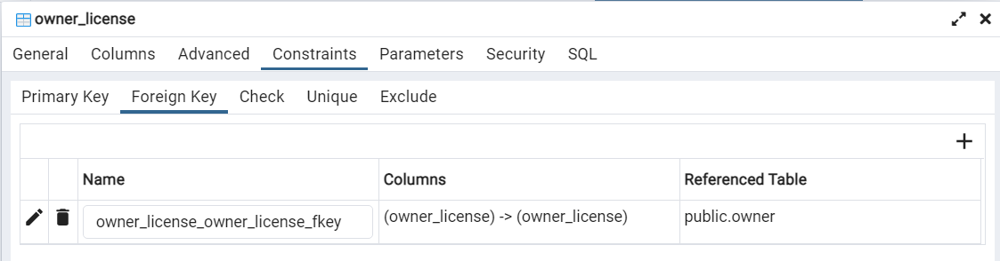 owner_license
General Columns Advanced Constraints Parameters Security SQL
Primary Key Foreign Key Check Unique Exclude
Name Columns Referenced Table
owner_license_owner_license_fkey (owner_license) -> (owner_license) public.owner